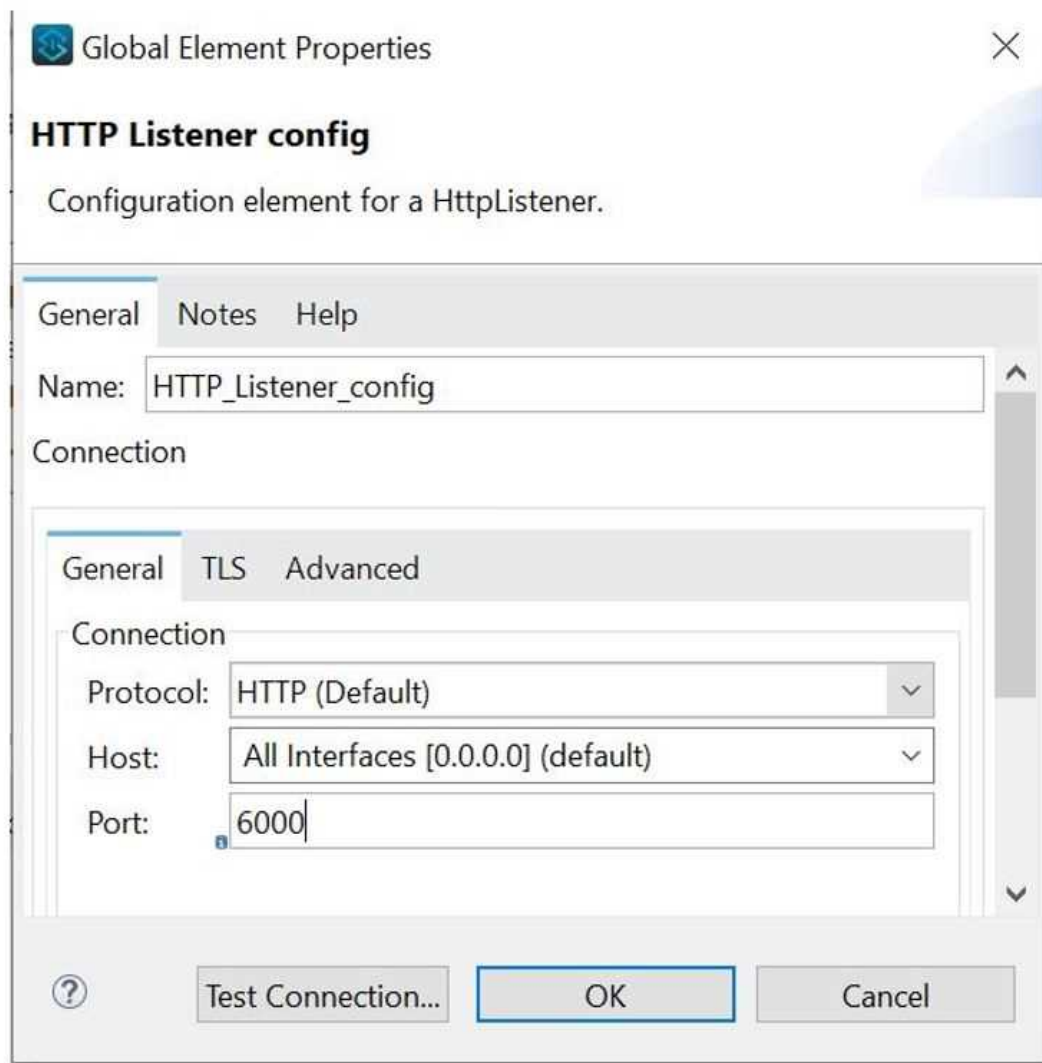 Global Element Properties
HTTP Listener config
Configuration element for a HttpListener.
General Notes Help
Name: HTTP_Listener_config
Connection
General TLS Advanced
Connection
Protocol: HTTP (Default)
Host: All Interfaces [0.0.0.0] (default)
Port: 6000
? Test Connection... OK Cancel